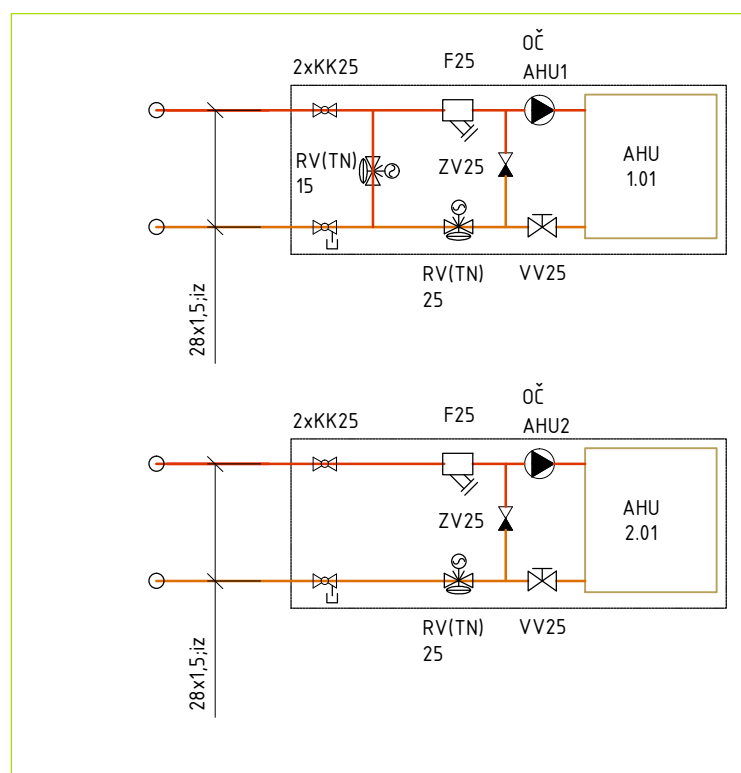 2xKK25
F25
OČ
AHU1
RV(TN)
15
ZV25
AHU
1.01
RV(TN)
25
VV25
28x1,5;iz
2xKK25
F25
OČ
AHU2
ZV25
AHU
2.01
RV(TN)
25
VV25
28x1,5;iz